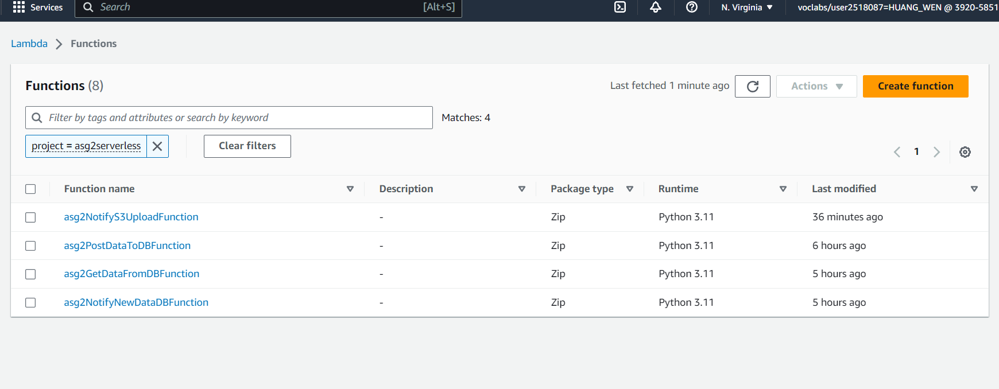 Services Search [Alt+S] N. Virginia voclabs/user2518087=HUANG_WEN @ 3920-5851
Lambda Functions
Functions (8) Last fetched 1 minute ago Actions Create function
Filter by tags and attributes or search by keyword Matches: 4
project = asg2serverless Clear filters
1
Function name Description Package type Runtime Last modified
asg2NotifyS3UploadFunction - Zip Python 3.11 36 minutes ago
asg2PostDataToDBFunction - Zip Python 3.11 6 hours ago
asg2GetDataFromDBFunction - Zip Python 3.11 5 hours ago
asg2NotifyNewDataDBFunction - Zip Python 3.11 5 hours ago